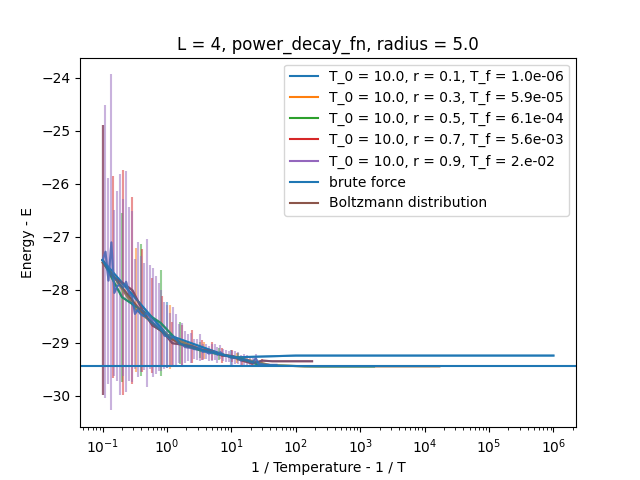 L = 4, power_decay_fn, radius = 5.0
T_0 = 10.0, r = 0.1, T_f = 1.0e-06
T_0 = 10.0, r = 0.3, T_f = 5.9e-05
T_0 = 10.0, r = 0.5, T_f = 6.1e-04
T_0 = 10.0, r = 0.7, T_f = 5.6e-03
T_0 = 10.0, r = 0.9, T_f = 2.e-02
brute force
Boltzmann distribution
Energy - E
−24
−25
−26
−27
−28
−29
−30
10⁻¹ 10⁰ 10¹ 10² 10³ 10⁴ 10⁵ 10⁶
1 / Temperature - 1 / T